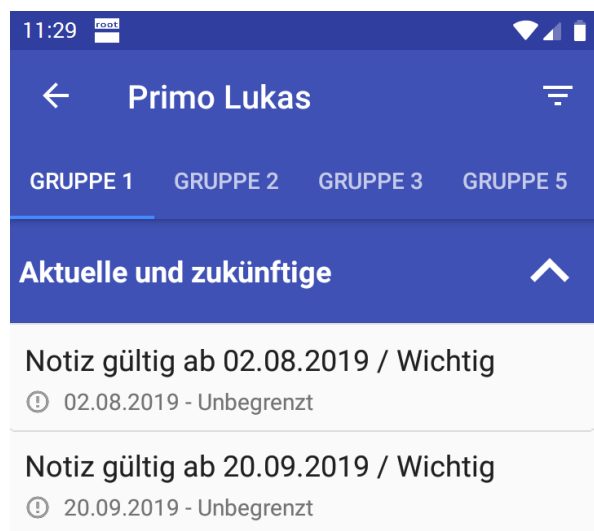 11:29 root
Primo Lukas
GRUPPE 1 GRUPPE 2 GRUPPE 3 GRUPPE 5
Aktuelle und zukünftige
Notiz gültig ab 02.08.2019 / Wichtig
02.08.2019 - Unbegrenzt
Notiz gültig ab 20.09.2019 / Wichtig
20.09.2019 - Unbegrenzt